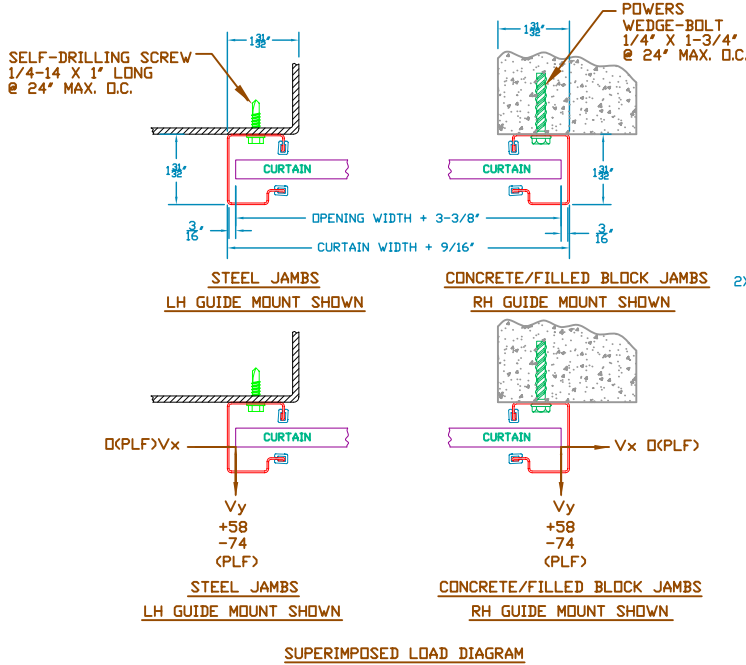 SELF-DRILLING SCREW
1/4-14 X 1" LONG
@ 24" MAX. O.C.
1 31/32"
1 31/32"
POWERS
WEDGE-BOLT
1/4" X 1-3/4"
@ 24" MAX. O.C.
1 31/32"
CURTAIN
CURTAIN
1 31/32"
OPENING WIDTH + 3-3/8"
3/16"
CURTAIN WIDTH + 9/16"
3/16"
STEEL JAMBS
LH GUIDE MOUNT SHOWN
CONCRETE/FILLED BLOCK JAMBS
RH GUIDE MOUNT SHOWN
2)
CURTAIN
CURTAIN
0(PLF)Vx
Vx 0(PLF)
Vy
+58
-74
(PLF)
Vy
+58
-74
(PLF)
STEEL JAMBS
LH GUIDE MOUNT SHOWN
CONCRETE/FILLED BLOCK JAMBS
RH GUIDE MOUNT SHOWN
SUPERIMPOSED LOAD DIAGRAM